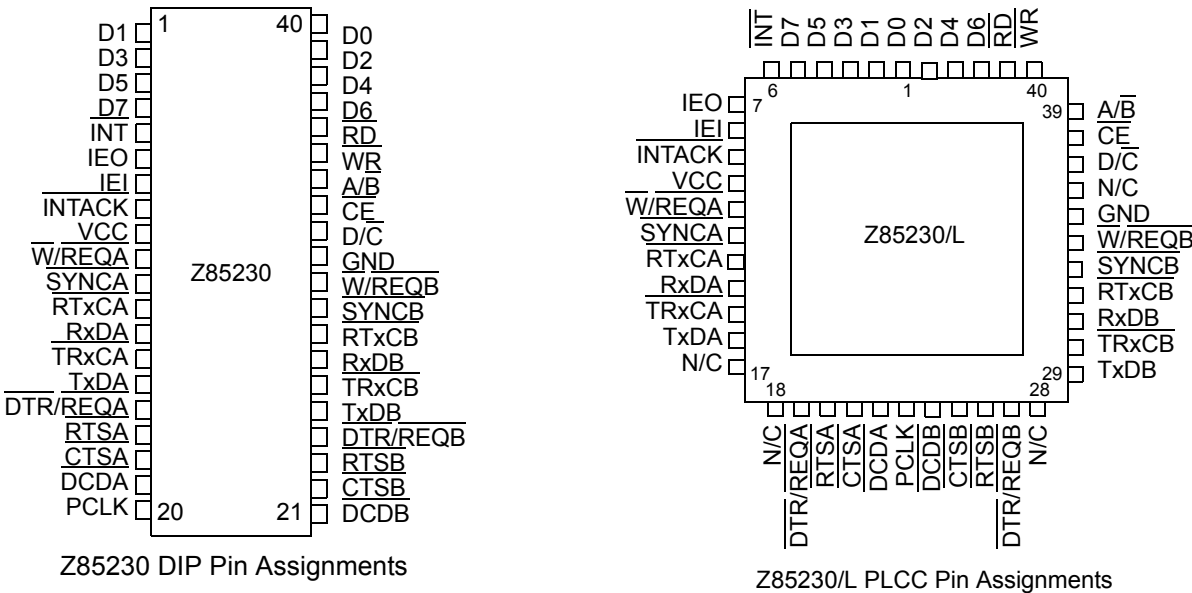 1
40
D1
D3
D5
D7
INT
IEO
IEI
INTACK
VCC
W/REQA
SYNCA
RTxCA
RxDA
TRxCA
TxDA
DTR/REQA
RTSA
CTSA
DCDA
PCLK
Z85230
D0
D2
D4
D6
RD
WR
A/B
CE
D/C
GND
W/REQB
SYNCB
RTxCB
RxDB
TRxCB
TxDB
DTR/REQB
RTSB
CTSB
DCDB
20
21
Z85230 DIP Pin Assignments
INT
D7
D5
D3
D1
D0
D2
D4
D6
RD
WR
6
1
40
7
39
IEO
IEI
INTACK
VCC
W/REQA
SYNCA
RTxCA
RxDA
TRxCA
TxDA
N/C
Z85230/L
A/B
CE
D/C
N/C
GND
W/REQB
SYNCB
RTxCB
RxDB
TRxCB
TxDB
17
18
29
28
N/C
DTR/REQA
RTSA
CTSA
DCDA
PCLK
DCDB
CTSB
RTSB
DTR/REQB
N/C
Z85230/L PLCC Pin Assignments